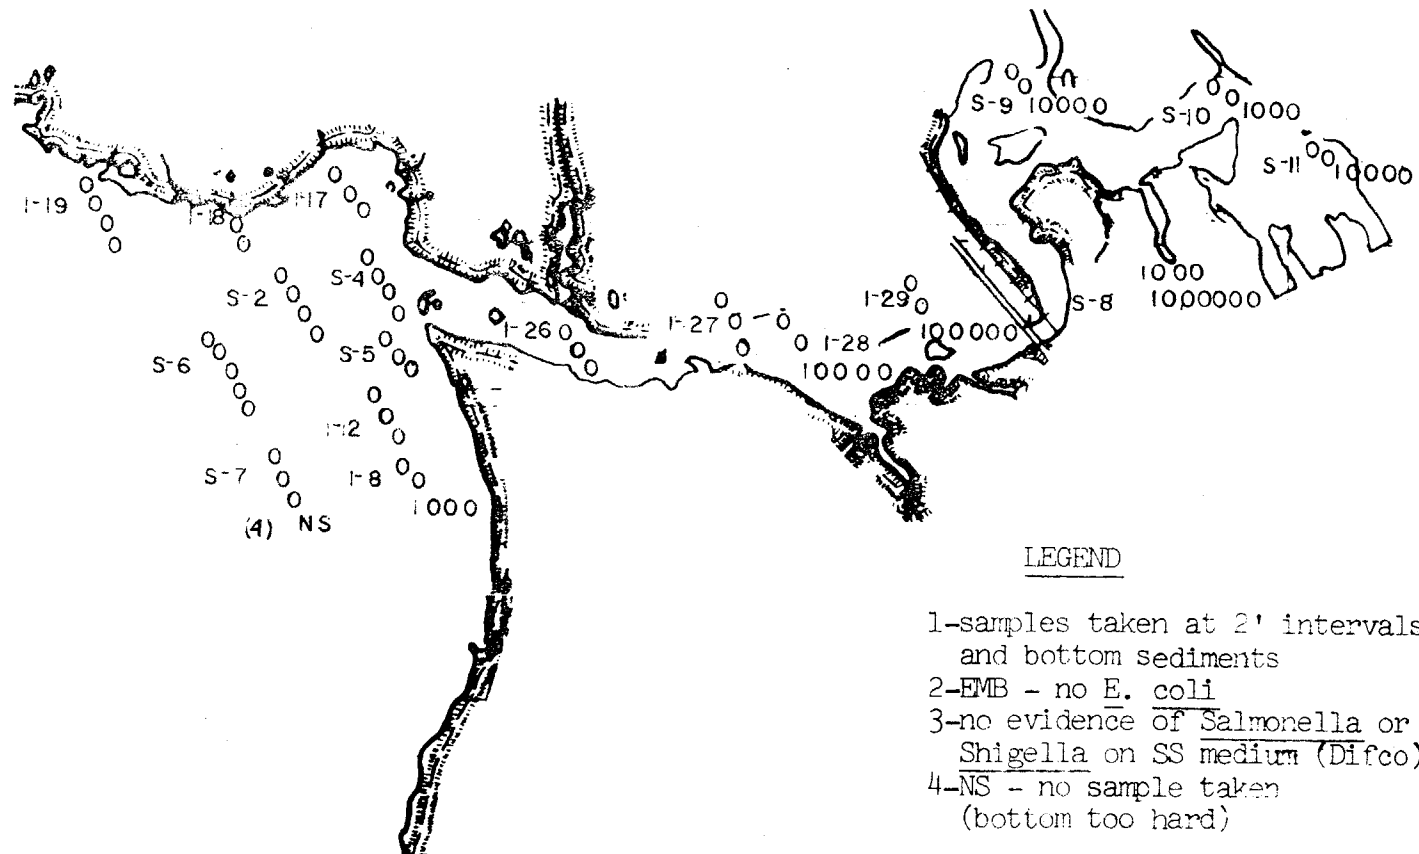 S-9 10000
S-10 1000
S-11 10000
I-19
I-18
I-17
S-2
S-4
I-29
S-8
1000
1000000
I-26
I-27
I-28
100000
10000
S-6
S-5
I-12
S-7
I-8
1000
(4) NS
LEGEND
1-samples taken at 2' intervals
and bottom sediments
2-EMB - no E. coli
3-no evidence of Salmonella or
Shigella on SS medium (Difco)
4-NS - no sample taken
(bottom too hard)